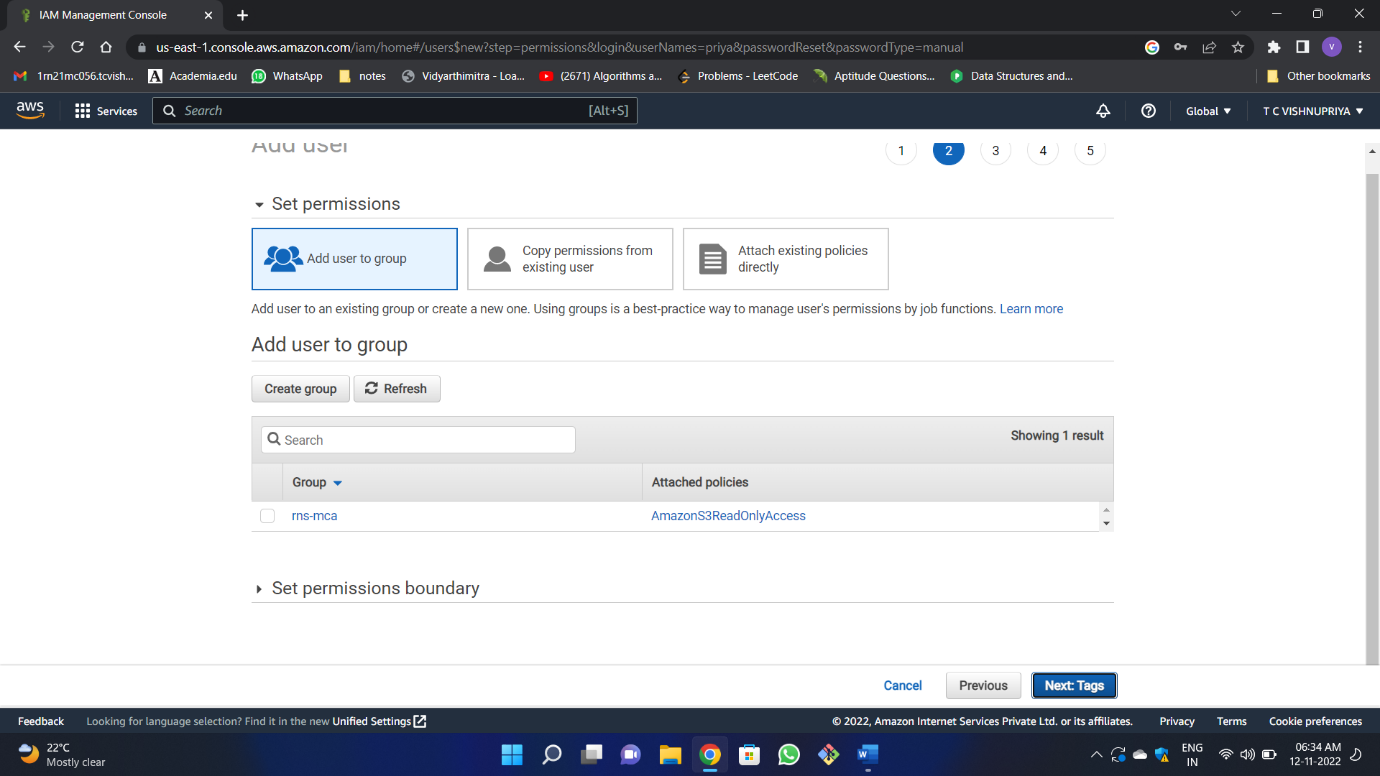 IAM Management Console
us-east-1.console.aws.amazon.com/iam/home#/users$new?step=permissions&login&userNames=priya&passwordReset&passwordType=manual
V
1rn21mc056.tcvish... Academia.edu WhatsApp notes Vidyarthimitra - Loa... (2671) Algorithms a... Problems - LeetCode Aptitude Questions... Data Structures and... Other bookmarks
aws Services Search [Alt+S] Global T C VISHNUPRIYA
Add user 1 2 3 4 5
Set permissions
Add user to group
Copy permissions from
existing user
Attach existing policies
directly
Add user to an existing group or create a new one. Using groups is a best-practice way to manage user's permissions by job functions. Learn more
Add user to group
Create group Refresh
Search Showing 1 result
Group Attached policies
rns-mca AmazonS3ReadOnlyAccess
Set permissions boundary
Cancel Previous Next: Tags
Feedback Looking for language selection? Find it in the new Unified Settings © 2022, Amazon Internet Services Private Ltd. or its affiliates. Privacy Terms Cookie preferences
22°C
Mostly clear
ENG
IN
06:34 AM
12-11-2022